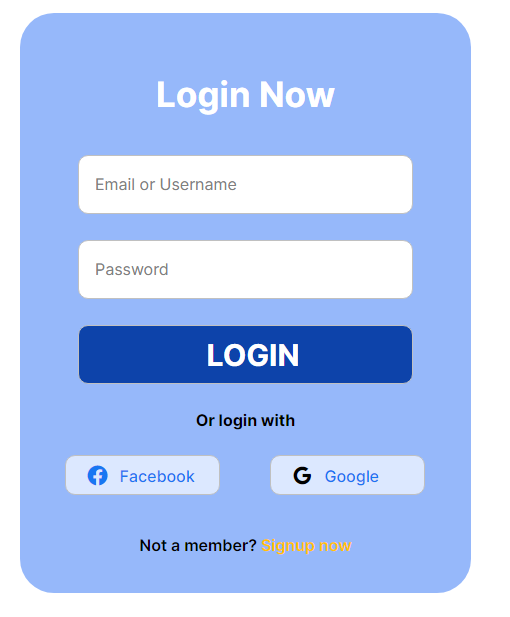 Login Now
Email or Username
Password
LOGIN
Or login with
Facebook
Google
Not a member? Signup now